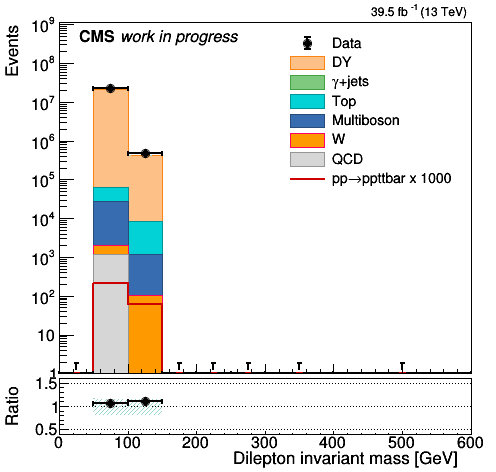 39.5 fb⁻¹ (13 TeV)
CMS work in progress
Events
10⁹
10⁸
10⁷
10⁶
10⁵
10⁴
10³
10²
10
1
Data
DY
γ+jets
Top
Multiboson
W
QCD
pp→ppttbar x 1000
Ratio
1.5
1
0.5
0 100 200 300 400 500 600
Dilepton invariant mass [GeV]